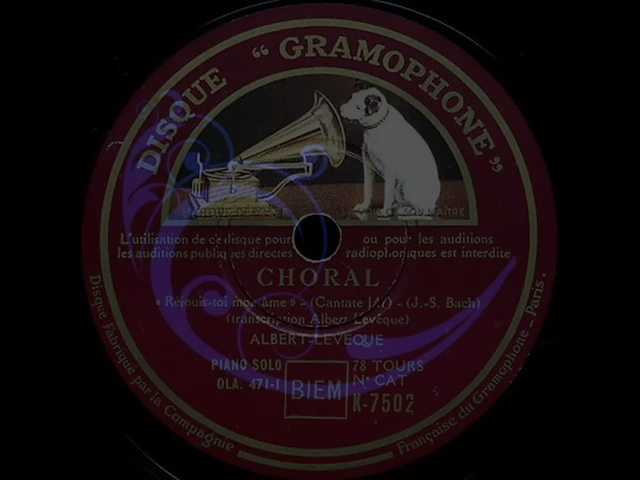 DISQUE “GRAMOPHONE”
L'utilisation de ce disque pour ou pour les auditions
les auditions publiques directes radiophoniques est interdite
CHORAL
« Réjouis-toi mon âme » - (Cantate 147) - (J.-S. Bach)
(transcription Albert Levêque)
ALBERT-LEVEQUE
PIANO SOLO 78 TOURS
OLA. 471-1 BIEM N° CAT
K-7502
Disque Fabriqué par la Compagnie Française du Gramophone - Paris.